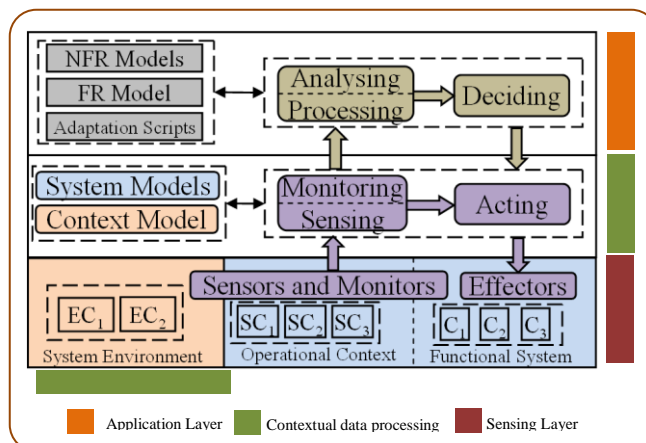 NFR Models
FR Model
Adaptation Scripts
Analysing
Processing
Deciding
System Models
Context Model
Monitoring
Sensing
Acting
Sensors and Monitors
Effectors
EC1 EC2
SC1 SC2 SC3
C1 C2 C3
System Environment
Operational Context
Functional System
Application Layer
Contextual data processing
Sensing Layer